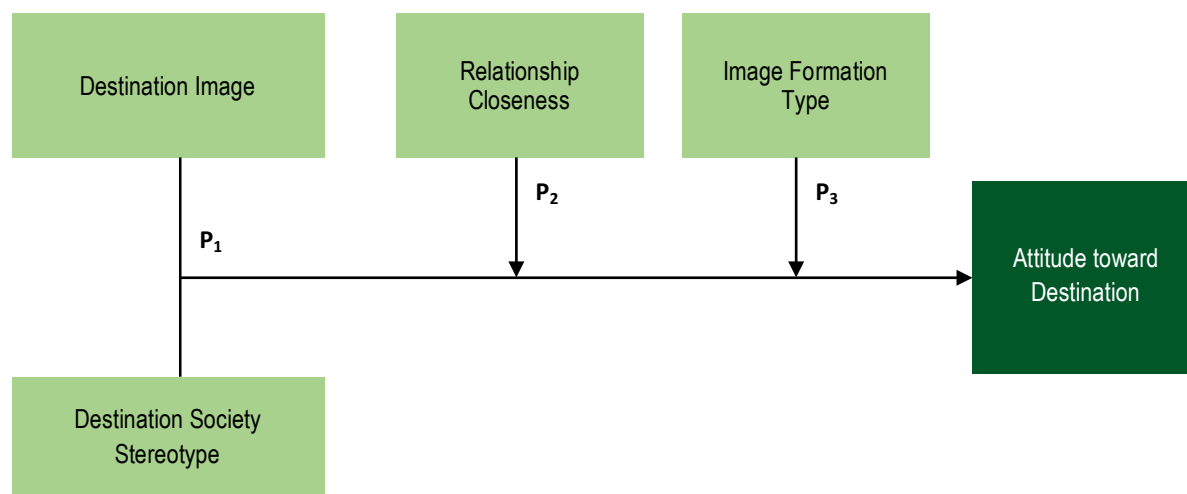 Destination Image
Relationship
Closeness
Image Formation
Type
P₂
P₃
P₁
Attitude toward
Destination
Destination Society
Stereotype